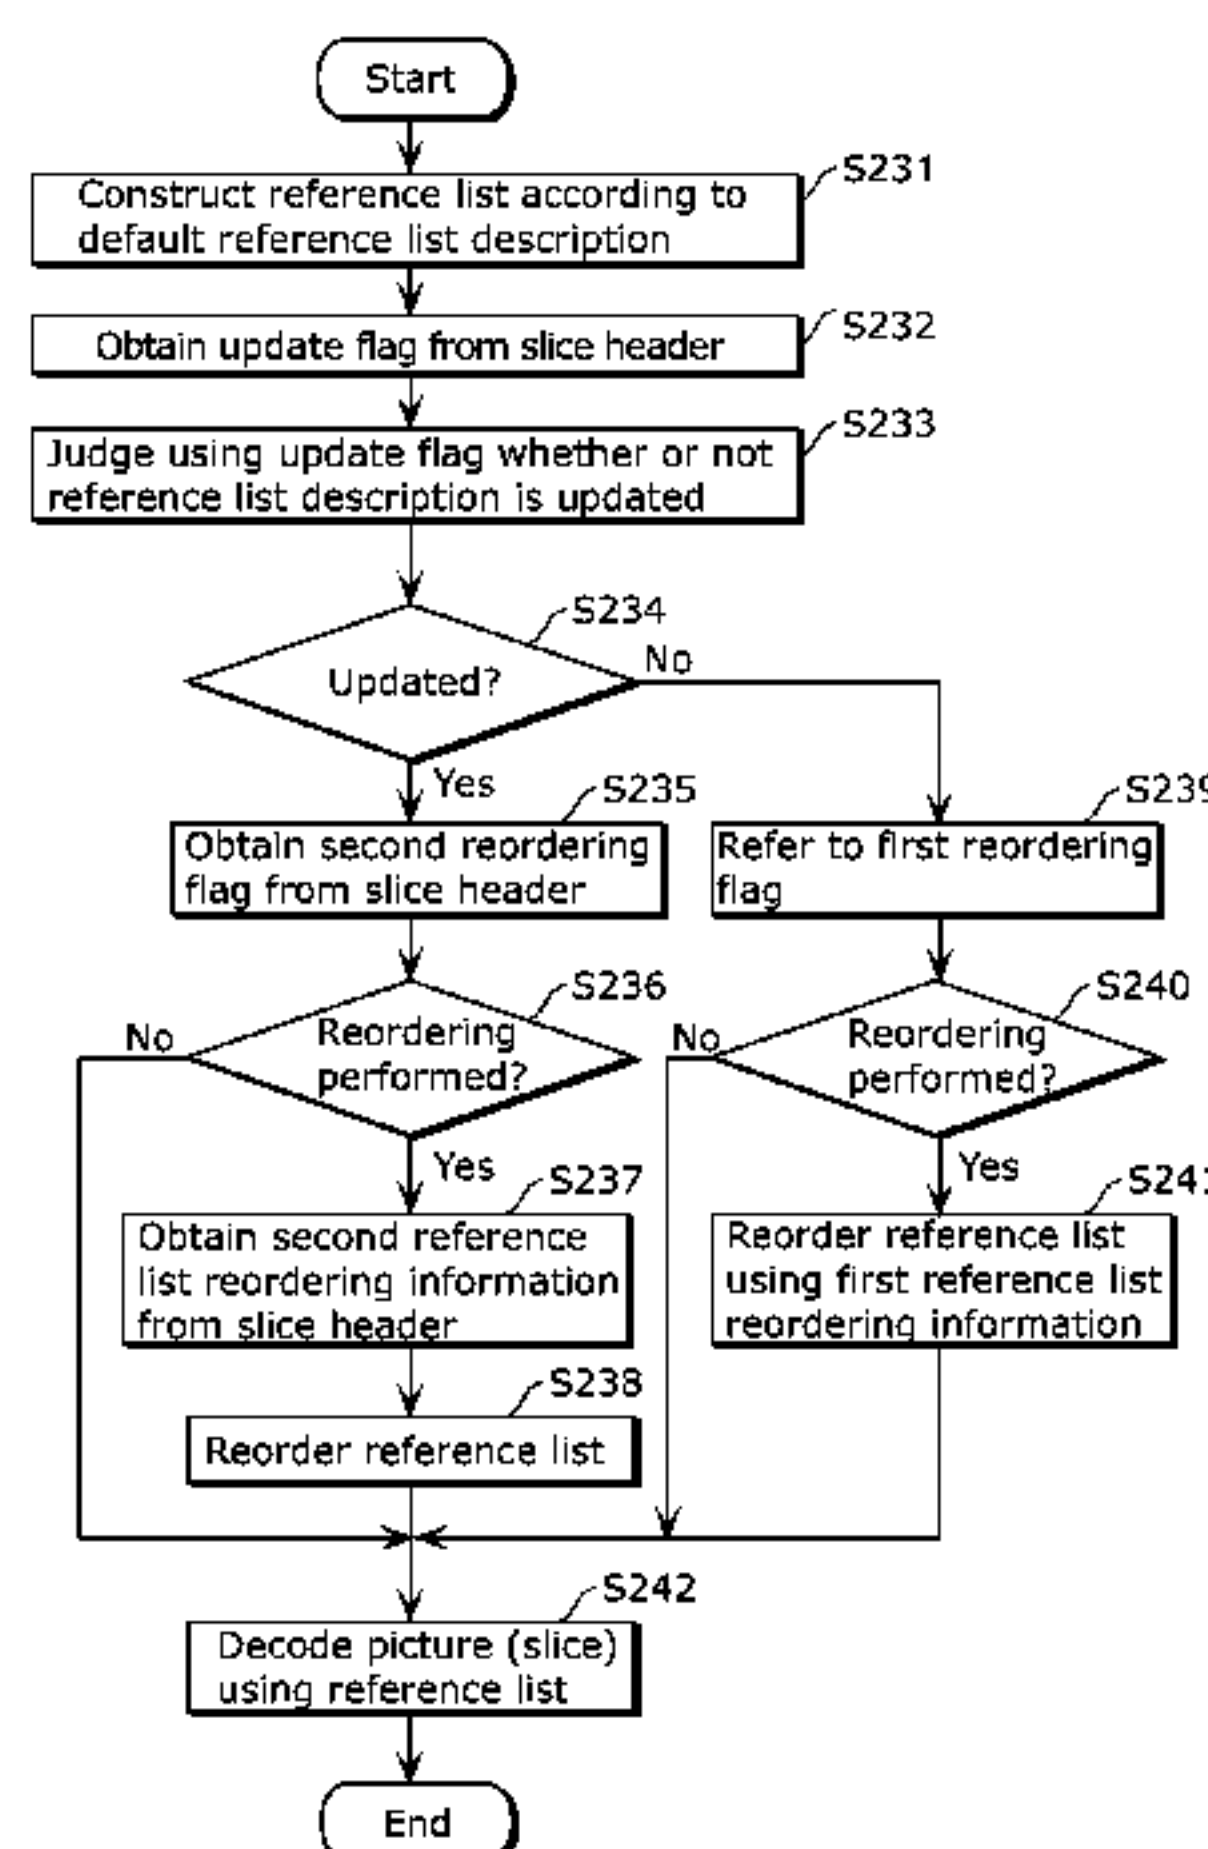 Start
S231
Construct reference list according to
default reference list description
S232
Obtain update flag from slice header
S233
Judge using update flag whether or not
reference list description is updated
S234
Updated?
No
Yes
S235
Obtain second reordering
flag from slice header
S239
Refer to first reordering
flag
S236
Reordering
performed?
No
Yes
S240
Reordering
performed?
No
Yes
S237
Obtain second reference
list reordering information
from slice header
S241
Reorder reference list
using first reference list
reordering information
S238
Reorder reference list
S242
Decode picture (slice)
using reference list
End